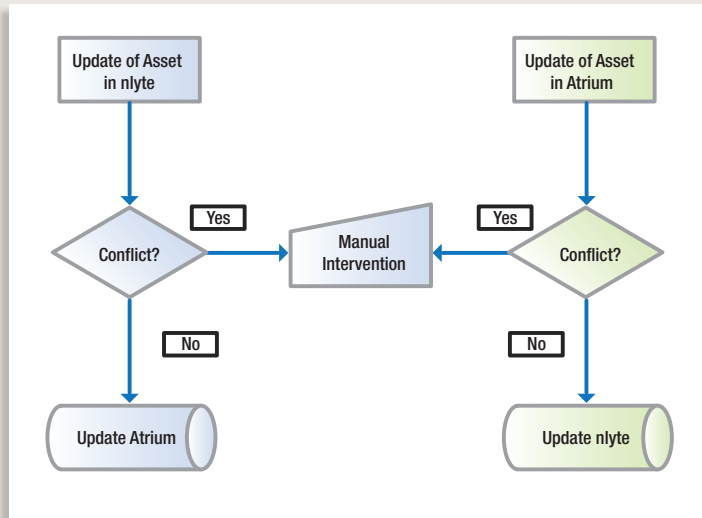 Update of Asset
in nlyte
Update of Asset
in Atrium
Yes
Yes
Conflict?
Manual
Intervention
Conflict?
No
No
Update Atrium
Update nlyte